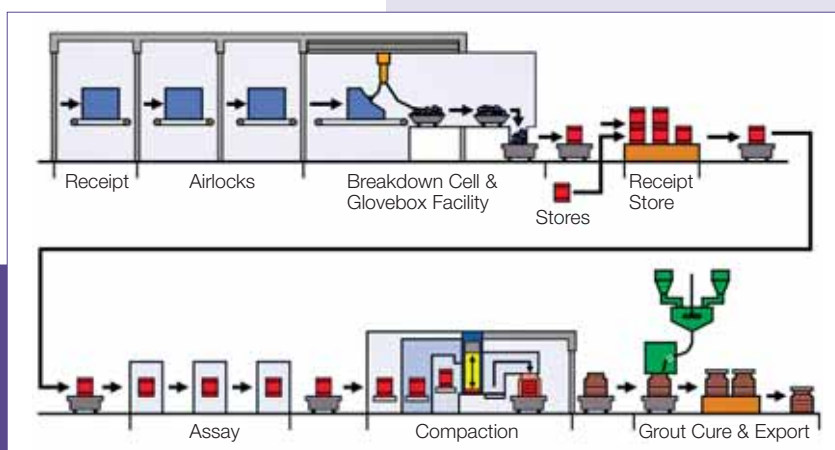 Receipt
Airlocks
Breakdown Cell &
Glovebox Facility
Stores
Receipt
Store
Assay
Compaction
Grout Cure & Export